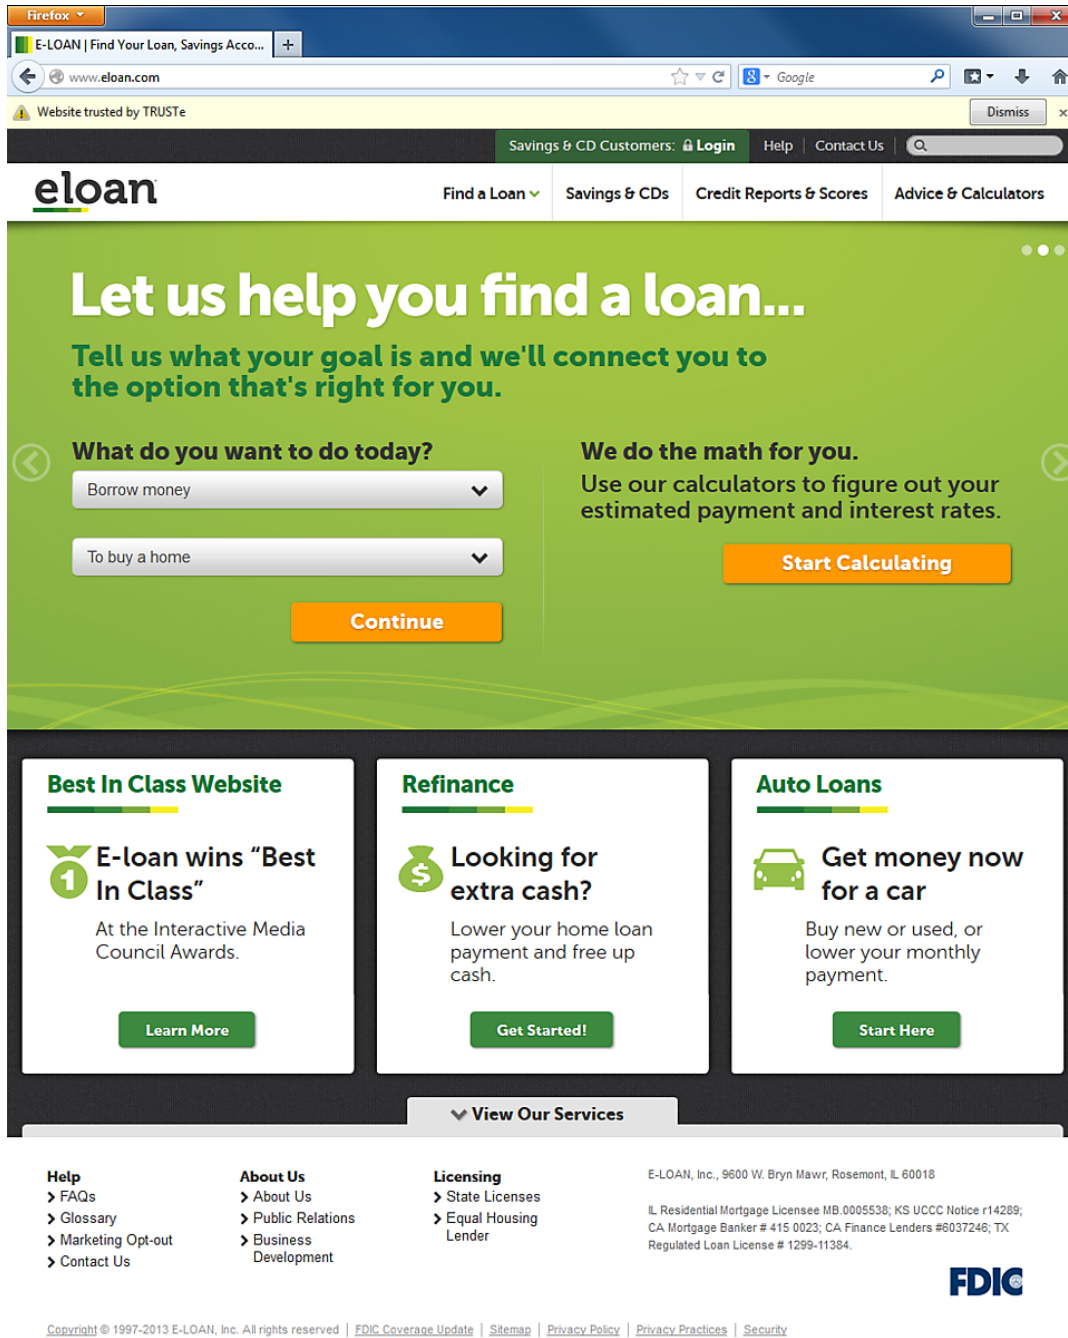 Firefox
E-LOAN | Find Your Loan, Savings Acco...
www.eloan.com
Google
Website trusted by TRUSTe
Dismiss
Savings & CD Customers: Login
Help
Contact Us
eloan
Find a Loan
Savings & CDs
Credit Reports & Scores
Advice & Calculators
Let us help you find a loan...
Tell us what your goal is and we'll connect you to
the option that's right for you.
What do you want to do today?
Borrow money
To buy a home
Continue
We do the math for you.
Use our calculators to figure out your
estimated payment and interest rates.
Start Calculating
Best In Class Website
1
E-loan wins “Best
In Class”
At the Interactive Media
Council Awards.
Learn More
Refinance
$
Looking for
extra cash?
Lower your home loan
payment and free up
cash.
Get Started!
Auto Loans
Get money now
for a car
Buy new or used, or
lower your monthly
payment.
Start Here
View Our Services
Help
FAQs
Glossary
Marketing Opt-out
Contact Us
About Us
About Us
Public Relations
Business
Development
Licensing
State Licenses
Equal Housing
Lender
E-LOAN, Inc., 9600 W. Bryn Mawr, Rosemont, IL 60018
IL Residential Mortgage Licensee MB.0005538; KS UCCC Notice r14289;
CA Mortgage Banker # 415 0023; CA Finance Lenders #6037246; TX
Regulated Loan License # 1299-11384.
FDIC
Copyright © 1997-2013 E-LOAN, Inc. All rights reserved | FDIC Coverage Update | Sitemap | Privacy Policy | Privacy Practices | Security